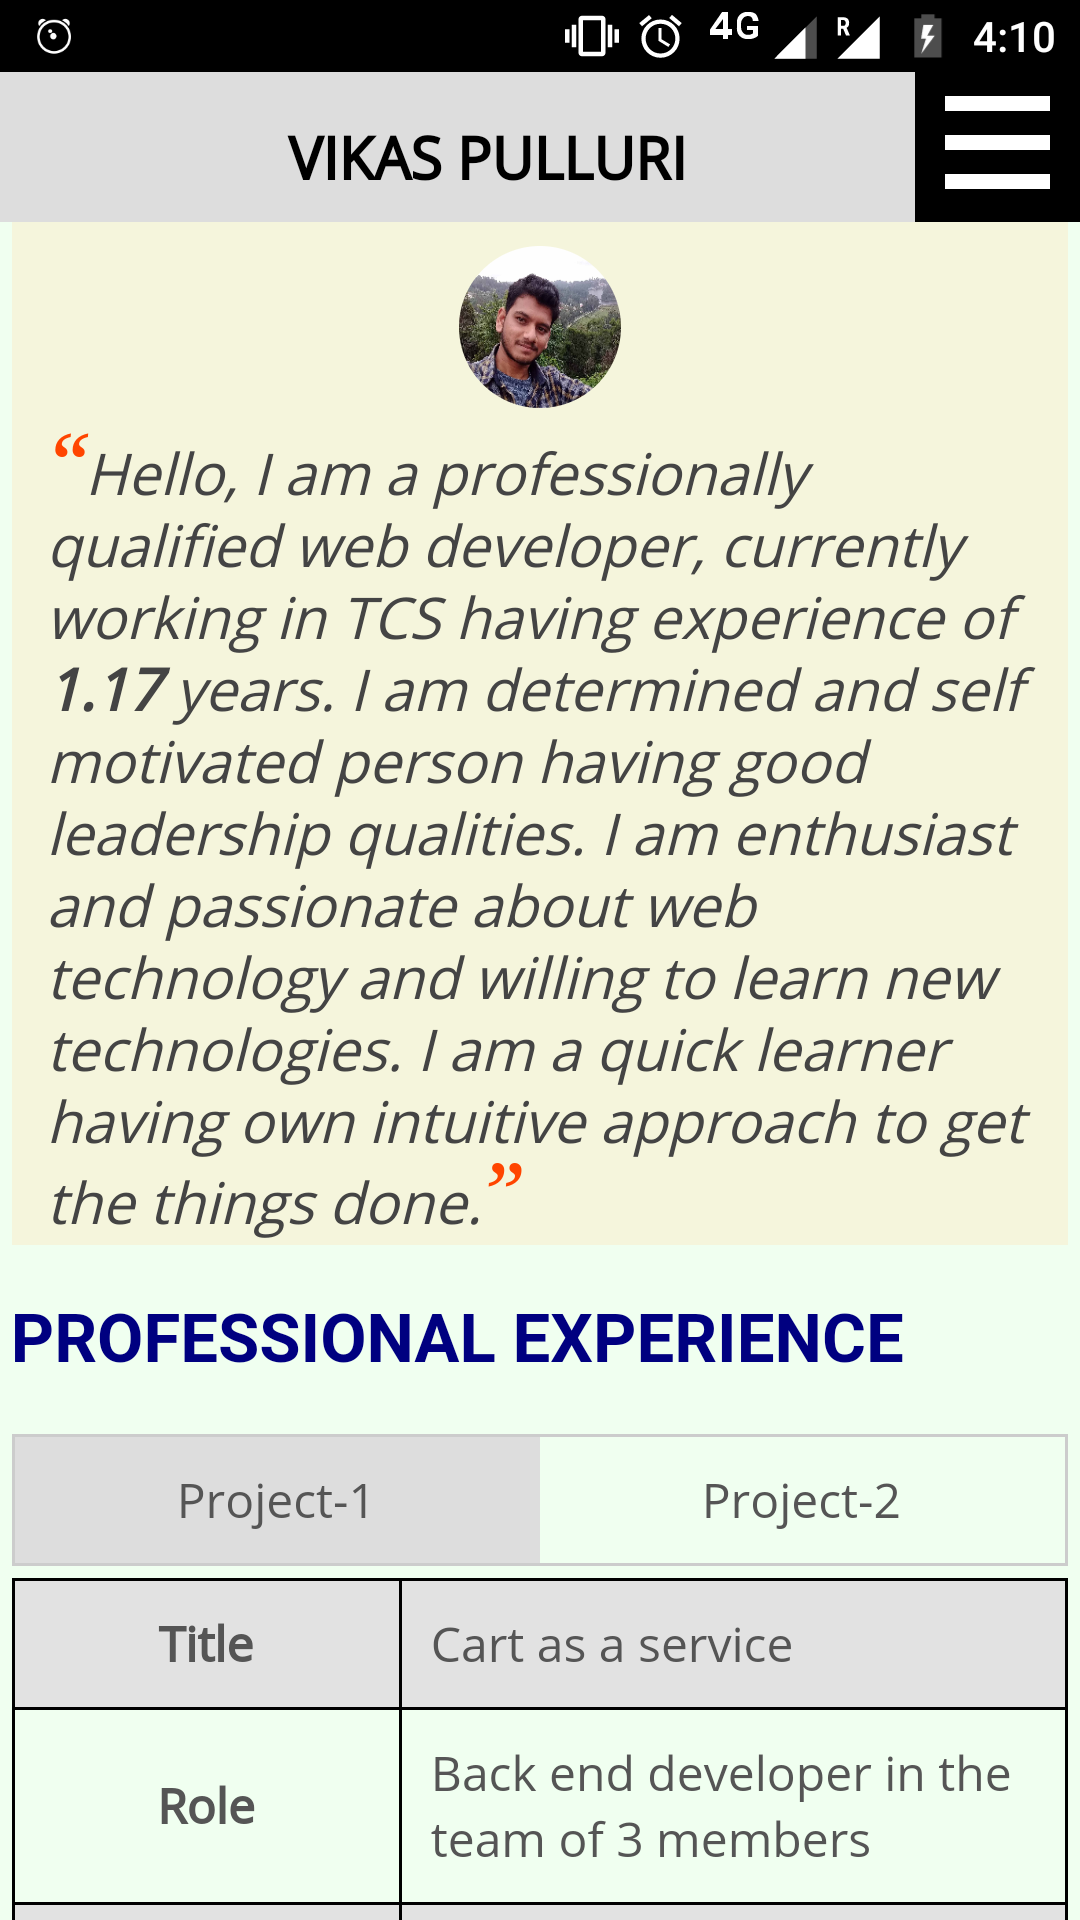 4G R 4:10
VIKAS PULLURI
“Hello, I am a professionally
qualified web developer, currently
working in TCS having experience of
1.17 years. I am determined and self
motivated person having good
leadership qualities. I am enthusiast
and passionate about web
technology and willing to learn new
technologies. I am a quick learner
having own intuitive approach to get
the things done.”
PROFESSIONAL EXPERIENCE
Project-1 Project-2
Title Cart as a service
Role Back end developer in the
team of 3 members